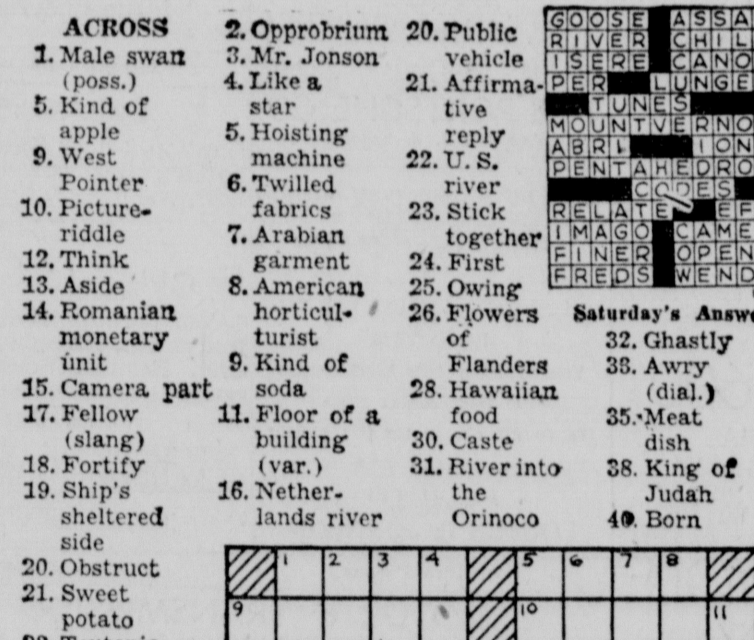 ACROSS
1. Male swan
(poss.)
5. Kind of
apple
9. West
Pointer
10. Picture-
riddle
12. Think
13. Aside
14. Romanian
monetary
unit
15. Camera part
17. Fellow
(slang)
18. Fortify
19. Ship's
sheltered
side
20. Obstruct
21. Sweet
potato
2. Opprobrium
3. Mr. Jonson
4. Like a
star
5. Hoisting
machine
6. Twilled
fabrics
7. Arabian
garment
8. American
horticul-
turist
9. Kind of
soda
11. Floor of a
building
(var.)
16. Nether-
lands river
20. Public
vehicle
21. Affirma-
tive
reply
22. U. S.
river
23. Stick
together
24. First
25. Owing
26. Flowers
of
Flanders
28. Hawaiian
food
30. Caste
31. River into
the
Orinoco
GOOSE ASSA
RIVER CHIL
ISERE CANO
PER LUNGE
TUNES
MOUNTVERNO
ABRI ION
PENTAHEDRO
CODES
RELATE EE
IMAGO CAME
FINER OPEN
FREDS WEND
Saturday's Answe
32. Ghastly
33. Awry
(dial.)
35. Meat
dish
38. King of
Judah
40. Born
1 2 3 4 5 6 7 8
9 10 11